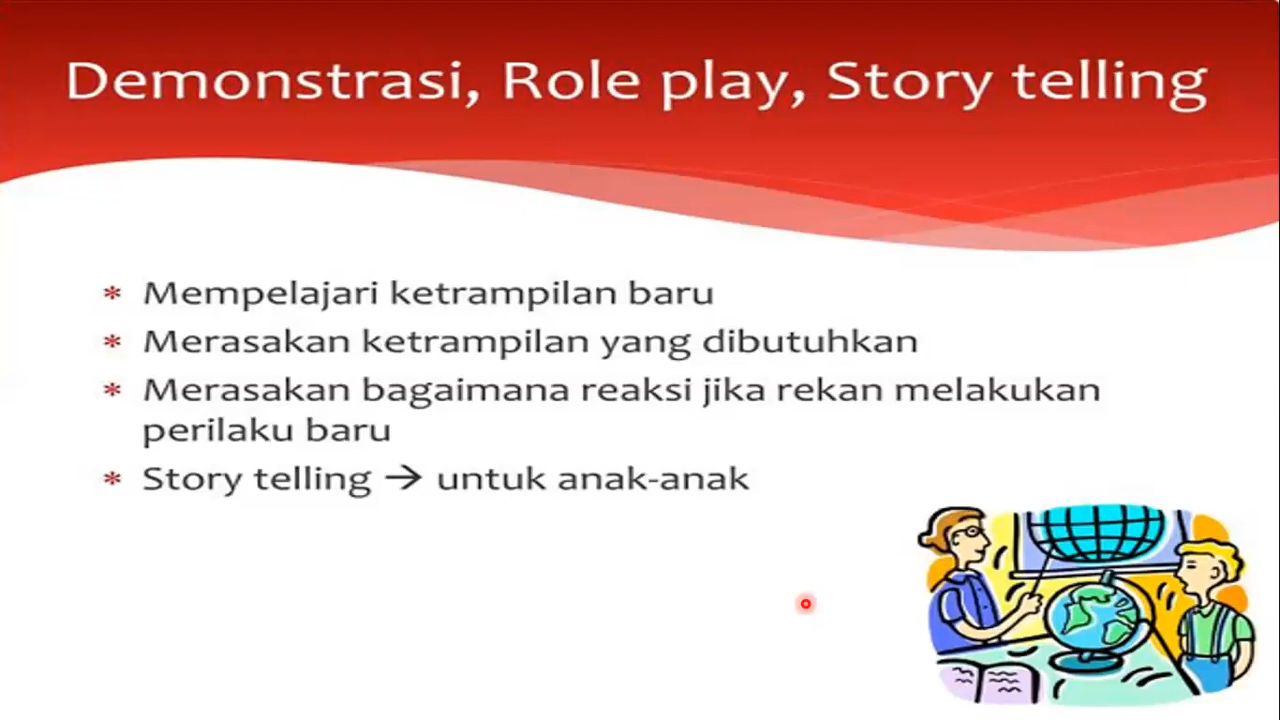 Demonstrasi, Role play, Story telling
* Mempelajari ketrampilan baru
* Merasakan ketrampilan yang dibutuhkan
* Merasakan bagaimana reaksi jika rekan melakukan
perilaku baru
* Story telling → untuk anak-anak